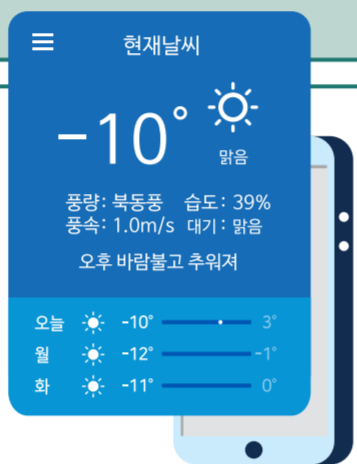 현재날씨
-10°
맑음
풍량: 북동풍 습도: 39%
풍속: 1.0m/s 대기: 맑음
오후 바람불고 추워져
오늘 -10° 3°
월 -12° -1°
화 -11° 0°